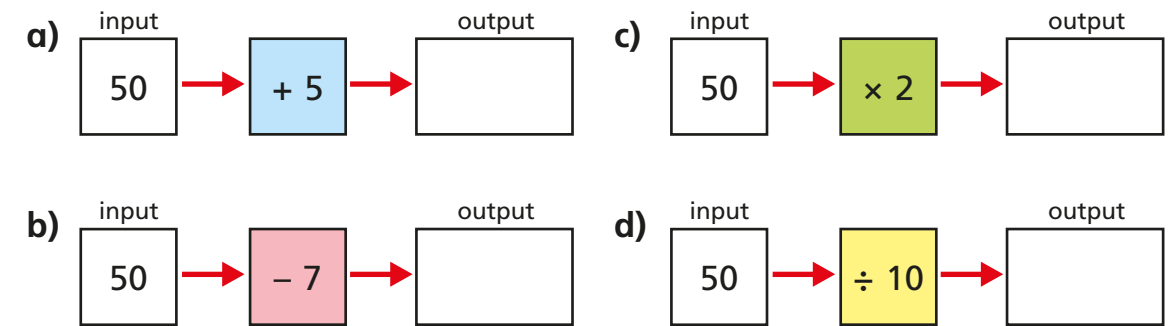 a) input 50 + 5 output
b) input 50 − 7 output
c) input 50 × 2 output
d) input 50 ÷ 10 output